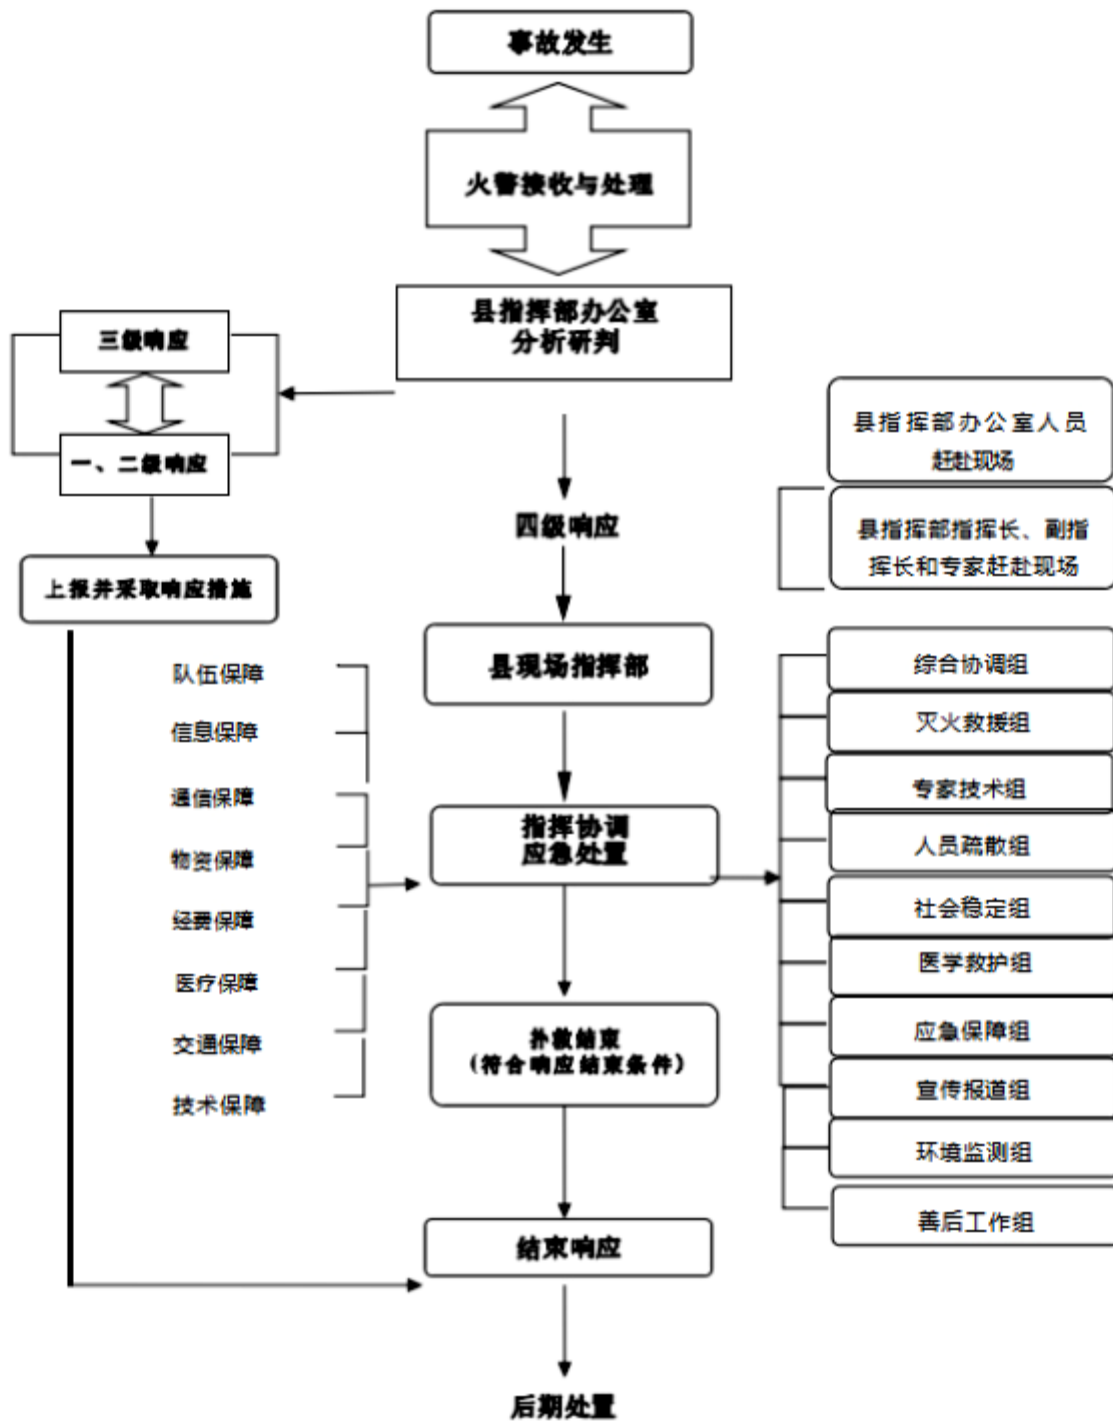 事故发生
火警接收与处理
县指挥部办公室
分析研判
三级响应
一、二级响应
上报并采取响应措施
四级响应
县指挥部办公室人员
赶赴现场
县指挥部指挥长、副指
挥长和专家赶赴现场
县现场指挥部
队伍保障
信息保障
通信保障
物资保障
经费保障
医疗保障
交通保障
技术保障
指挥协调
应急处置
综合协调组
灭火救援组
专家技术组
人员疏散组
社会稳定组
医学救护组
应急保障组
宣传报道组
环境监测组
善后工作组
扑救结束
（符合响应结束条件）
结束响应
后期处置